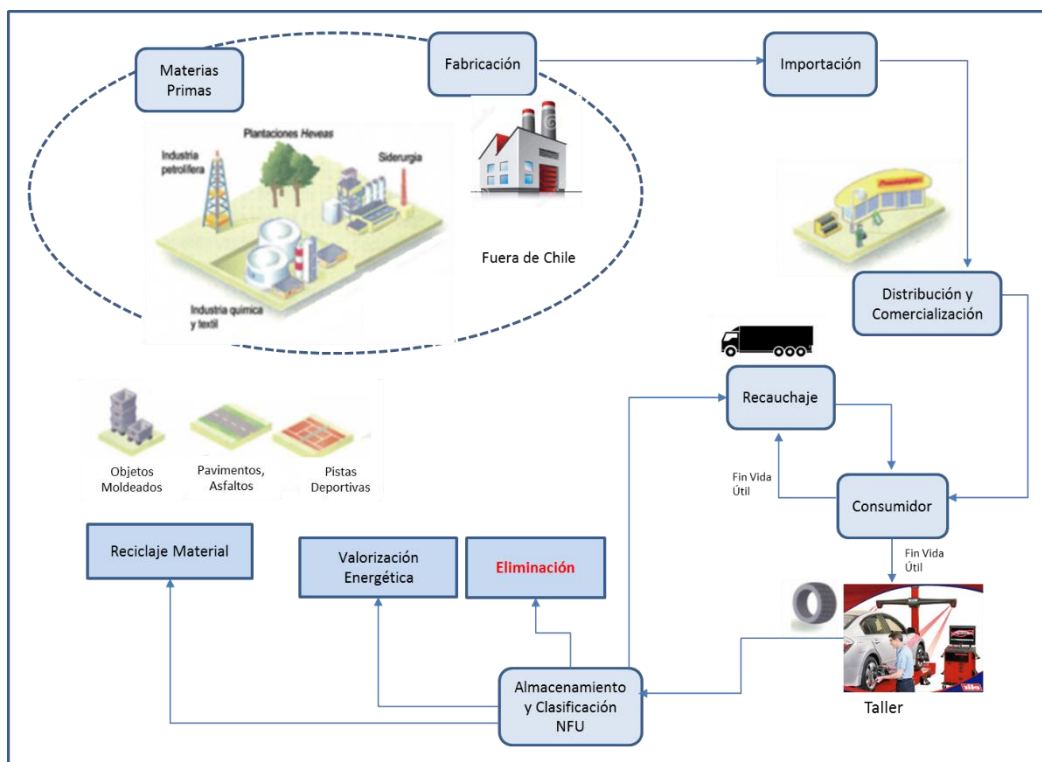 Materias
Primas
Fabricación
Importación
Plantaciones Heveas
Industria
petrolífera
Siderurgia
Fuera de Chile
Industria química
y textil
Distribución y
Comercialización
Recauchaje
Objetos
Moldeados
Pavimentos,
Asfaltos
Pistas
Deportivas
Fin Vida
Útil
Consumidor
Reciclaje Material
Valorización
Energética
Eliminación
Fin Vida
Útil
Almacenamiento
y Clasificación
NFU
Taller